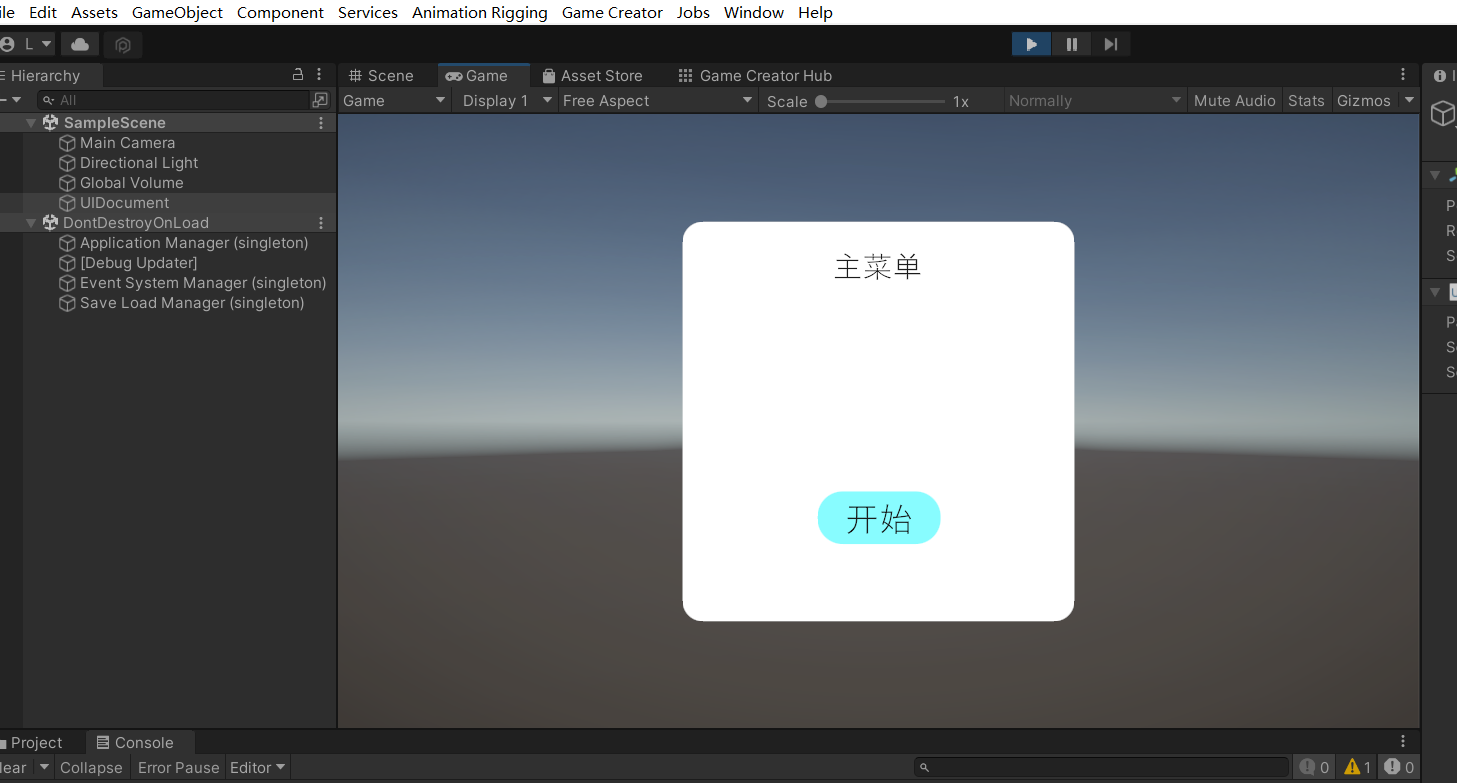 ile Edit Assets GameObject Component Services Animation Rigging Game Creator Jobs Window Help
L
Hierarchy
All
SampleScene
Main Camera
Directional Light
Global Volume
UIDocument
DontDestroyOnLoad
Application Manager (singleton)
[Debug Updater]
Event System Manager (singleton)
Save Load Manager (singleton)
Scene Game Asset Store Game Creator Hub
Game Display 1 Free Aspect Scale 1x Normally Mute Audio Stats Gizmos
主菜单
开始
Project Console
lear Collapse Error Pause Editor 0 1 0